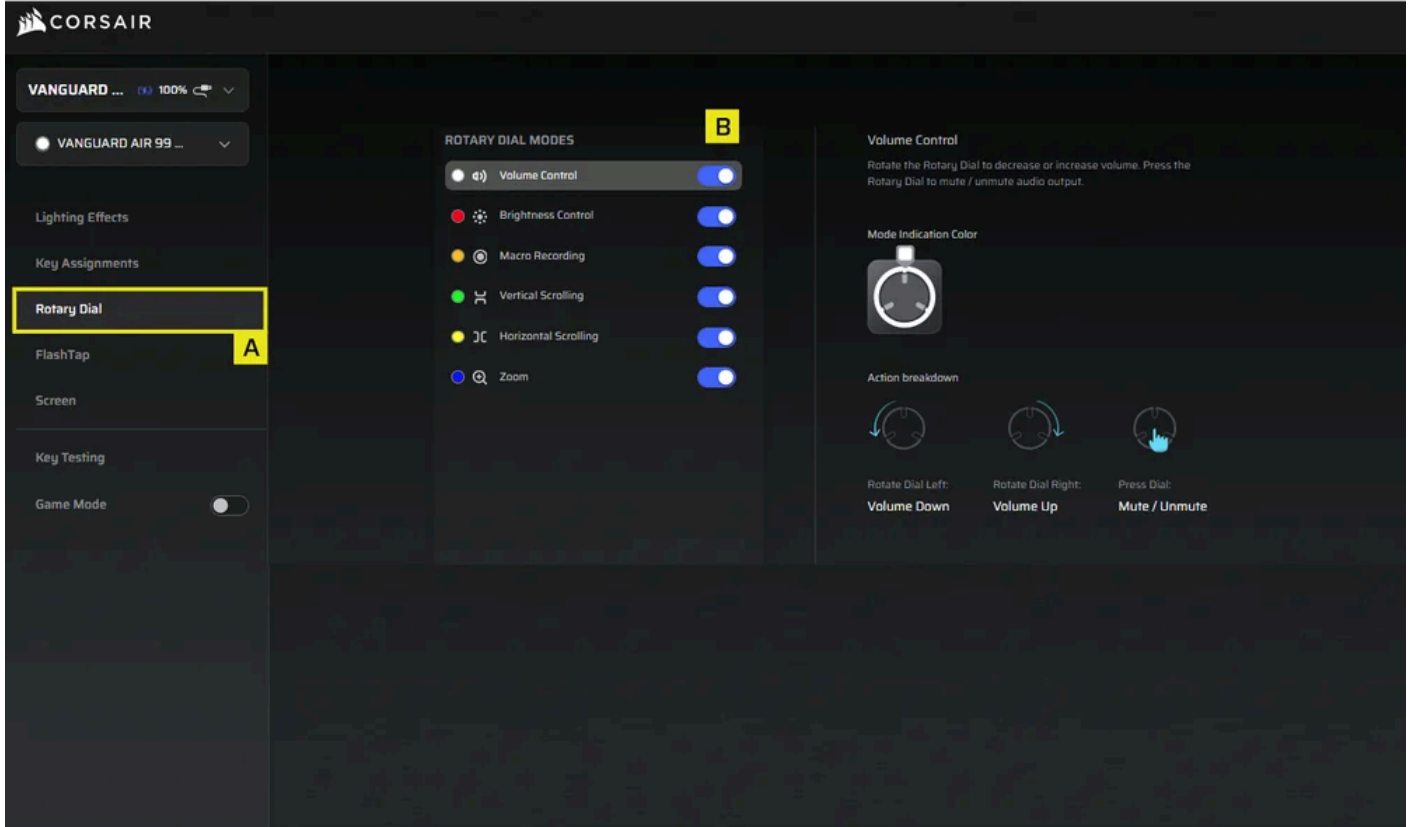 CORSAIR
VANGUARD ... 100%
VANGUARD AIR 99 ...
Lighting Effects
Key Assignments
Rotary Dial
A
FlashTap
Screen
Key Testing
Game Mode
B
ROTARY DIAL MODES
Volume Control
Brightness Control
Macro Recording
Vertical Scrolling
Horizontal Scrolling
Zoom
Volume Control
Rotate the Rotary Dial to decrease or increase volume. Press the
Rotary Dial to mute / unmute audio output.
Mode Indication Color
Action breakdown
Rotate Dial Left:
Volume Down
Rotate Dial Right:
Volume Up
Press Dial:
Mute / Unmute